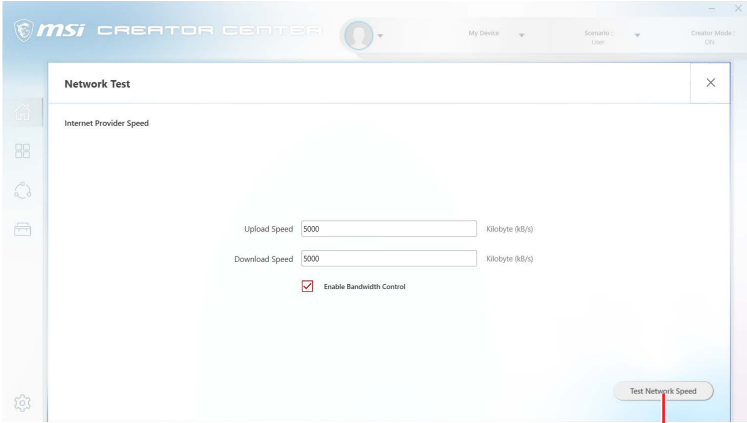 msi CREATOR CENTER
My Device
Scenario :
User
Creator Mode :
ON
Network Test
Internet Provider Speed
Upload Speed 5000 Kilobyte (kB/s)
Download Speed 5000 Kilobyte (kB/s)
Enable Bandwidth Control
Test Network Speed